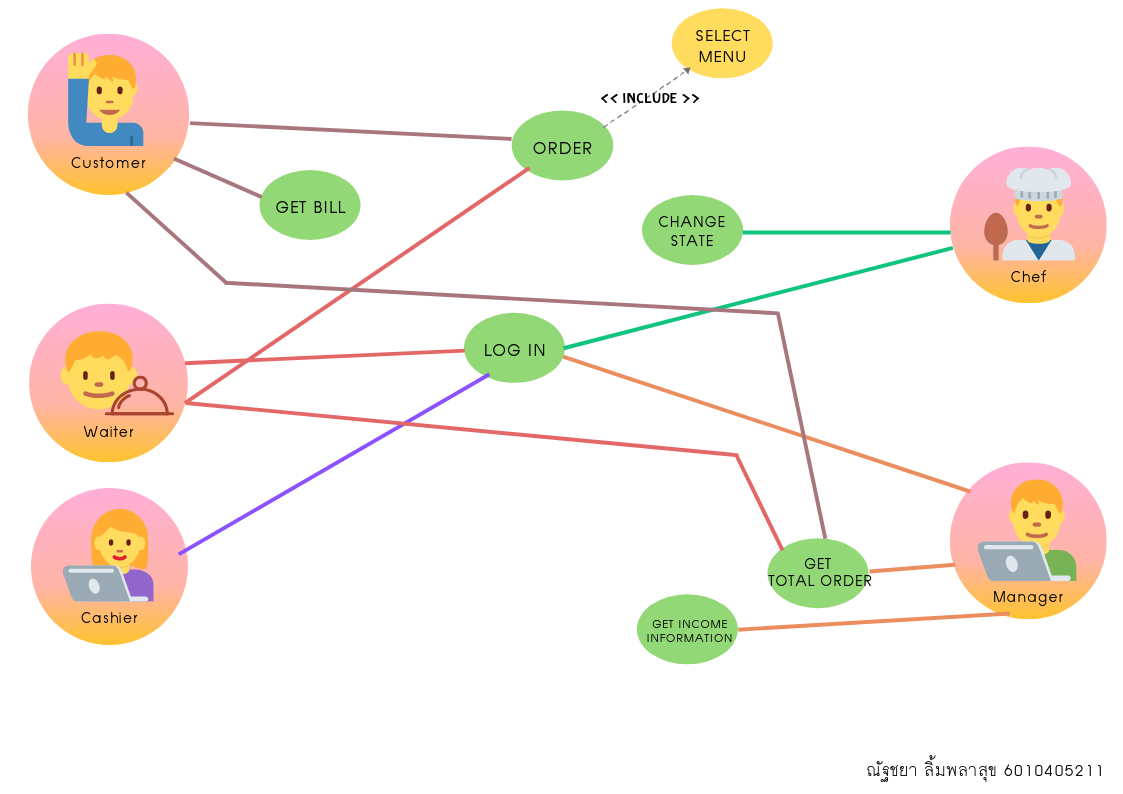 SELECT
MENU
<< INCLUDE >>
ORDER
Customer
GET BILL
CHANGE
STATE
Chef
LOG IN
Waiter
GET
TOTAL ORDER
Manager
Cashier
GET INCOME
INFORMATION
ณัฐชยา ลิ้มพลาสุข 6010405211